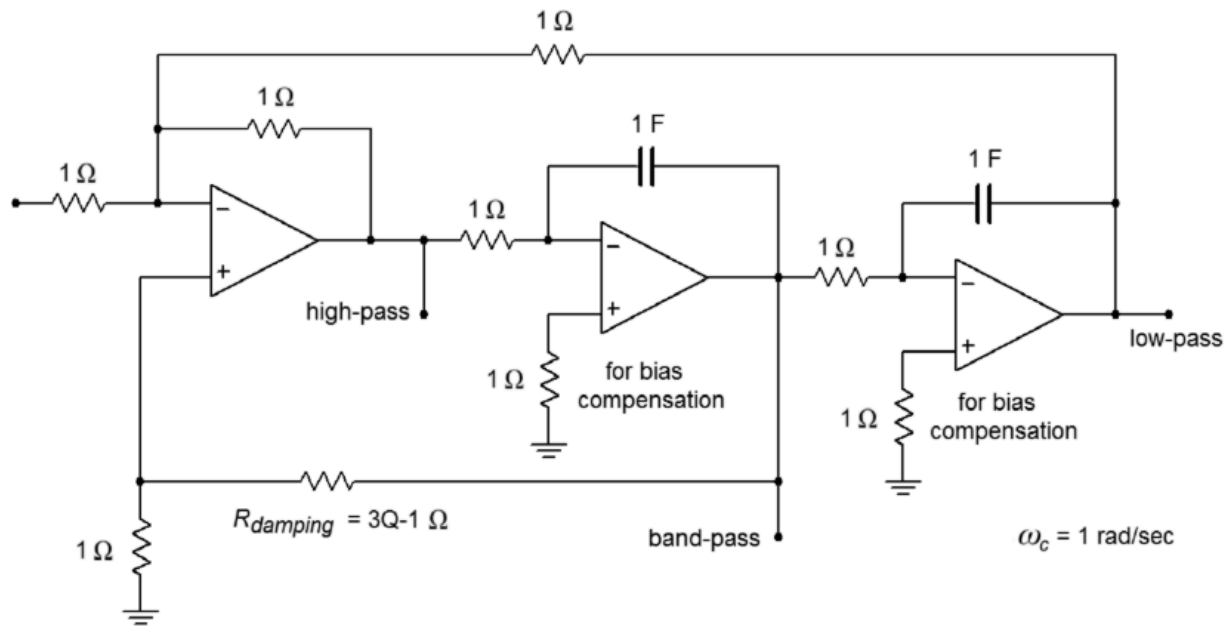 1 Ω
1 Ω
1 F
1 F
1 Ω
−
+
high-pass
1 Ω
−
+
1 Ω
for bias
compensation
1 Ω
−
+
low-pass
1 Ω
for bias
compensation
R_damping = 3Q-1 Ω
1 Ω
band-pass
ω_c = 1 rad/sec